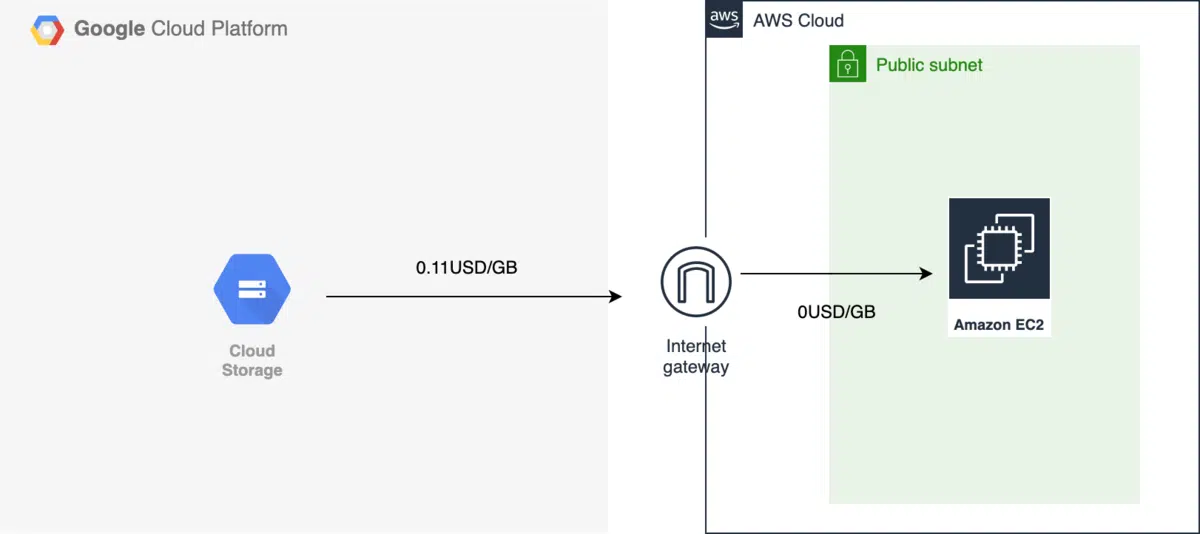 Google Cloud Platform
aws
AWS Cloud
Public subnet
0.11USD/GB
Cloud
Storage
Internet
gateway
0USD/GB
Amazon EC2